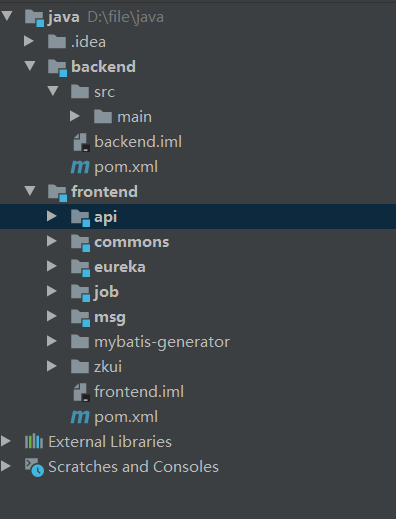 java D:\file\java
.idea
backend
src
main
backend.iml
pom.xml
frontend
api
commons
eureka
job
msg
mybatis-generator
zkui
frontend.iml
pom.xml
External Libraries
Scratches and Consoles